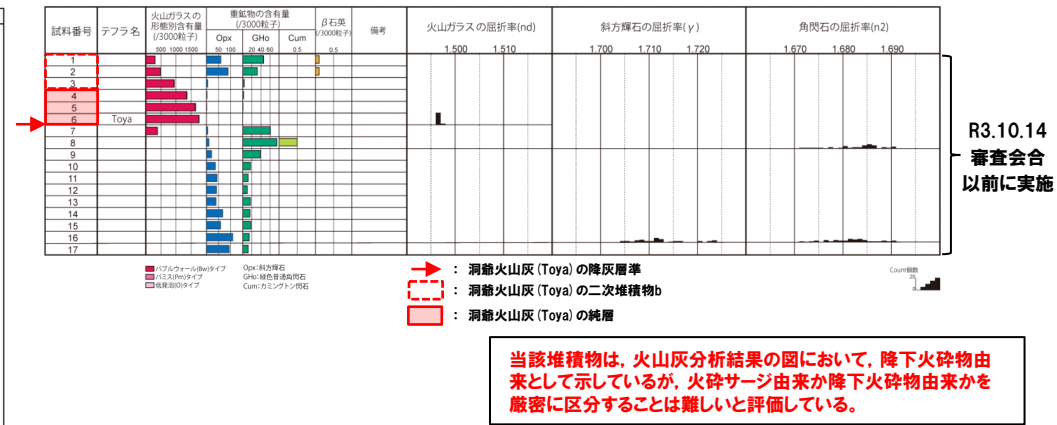 試料番号 テフラ名 火山ガラスの形態別含有量(/3000粒子) 重鉱物の含有量(/3000粒子) β石英(/3000粒子) 備考 火山ガラスの屈折率(nd) 斜方輝石の屈折率(γ) 角閃石の屈折率(n2)
Opx GHo Cum
500 1000 1500 50 100 20 40 60 0.5 0.5 1.500 1.510 1.700 1.710 1.720 1.670 1.680 1.690
1
2
3
4
5
6 Toya
7
8
9
10
11
12
13
14
15
16
17
R3.10.14
審査会合
以前に実施
バブルウォール(Bw)タイプ Opx:斜方輝石
パミス(Pm)タイプ GHo:緑色普通角閃石
低発泡(O)タイプ Cum:カミングトン閃石
: 洞爺火山灰(Toya)の降灰層準
: 洞爺火山灰(Toya)の二次堆積物b
: 洞爺火山灰(Toya)の純層
Count個数
20
当該堆積物は，火山灰分析結果の図において，降下火砕物由
来として示しているが，火砕サージ由来か降下火砕物由来かを
厳密に区分することは難しいと評価している。